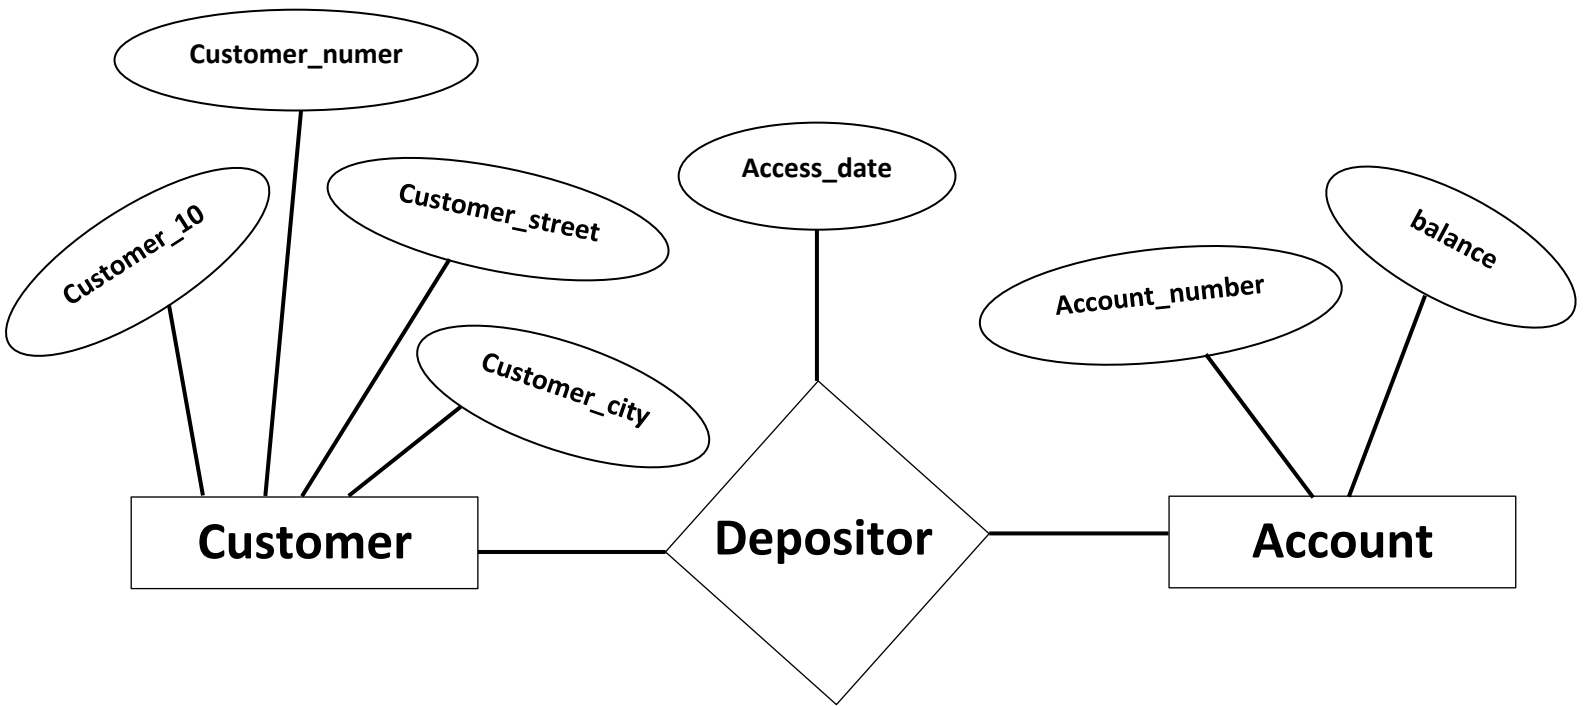 Customer_numer
Customer_10
Customer_street
Customer_city
Access_date
Account_number
balance
Customer
Depositor
Account